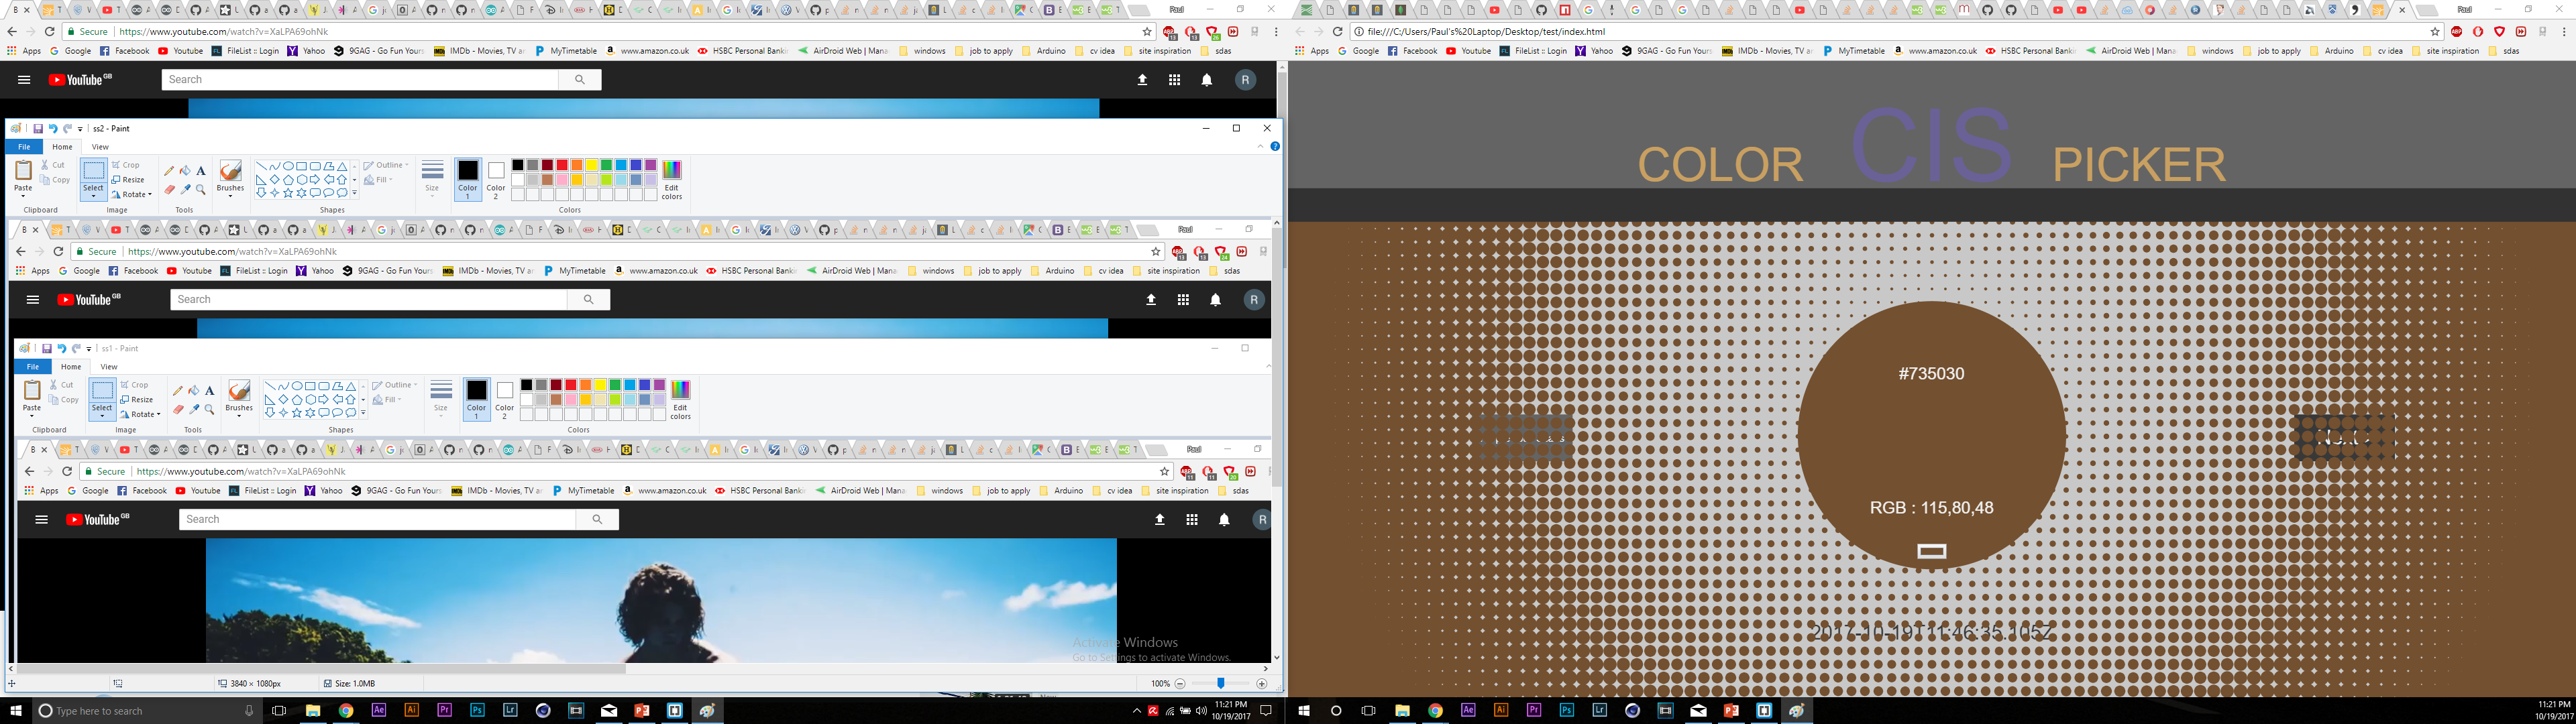 Paul
Secure https://www.youtube.com/watch?v=XaLPA69ohNk
Apps Google Facebook Youtube FileList :: Login Yahoo 9GAG - Go Fun Yours IMDb - Movies, TV ar MyTimetable www.amazon.co.uk HSBC Personal Bankin AirDroid Web | Mana windows job to apply Arduino cv idea site inspiration sdas
YouTube GB
Search
R
ss2 - Paint
File Home View
Paste Cut Copy Select Crop Resize Rotate Brushes Outline Fill Size Color 1 Color 2 Edit colors
Clipboard Image Tools Shapes Colors
Paul
Secure https://www.youtube.com/watch?v=XaLPA69ohNk
Apps Google Facebook Youtube FileList :: Login Yahoo 9GAG - Go Fun Yours IMDb - Movies, TV ar MyTimetable www.amazon.co.uk HSBC Personal Bankin AirDroid Web | Mana windows job to apply Arduino cv idea site inspiration sdas
YouTube GB
Search
R
ss1 - Paint
File Home View
Paste Cut Copy Select Crop Resize Rotate Brushes Outline Fill Size Color 1 Color 2 Edit colors
Clipboard Image Tools Shapes Colors
Paul
Secure https://www.youtube.com/watch?v=XaLPA69ohNk
Apps Google Facebook Youtube FileList :: Login Yahoo 9GAG - Go Fun Yours IMDb - Movies, TV ar MyTimetable www.amazon.co.uk HSBC Personal Bankin AirDroid Web | Mana windows job to apply Arduino cv idea site inspiration sdas
YouTube GB
Search
R
Activate Windows
Go to Settings to activate Windows.
3840 × 1080px Size: 1.0MB 100%
Type here to search
11:21 PM
10/19/2017
Paul
file:///C:/Users/Paul's%20Laptop/Desktop/test/index.html
Apps Google Facebook Youtube FileList :: Login Yahoo 9GAG - Go Fun Yours IMDb - Movies, TV ar MyTimetable www.amazon.co.uk HSBC Personal Bankin AirDroid Web | Mana windows job to apply Arduino cv idea site inspiration sdas
COLOR CIS PICKER
#735030
RGB : 115,80,48
2017-10-19T11:46:35.105Z
11:21 PM
10/19/2017